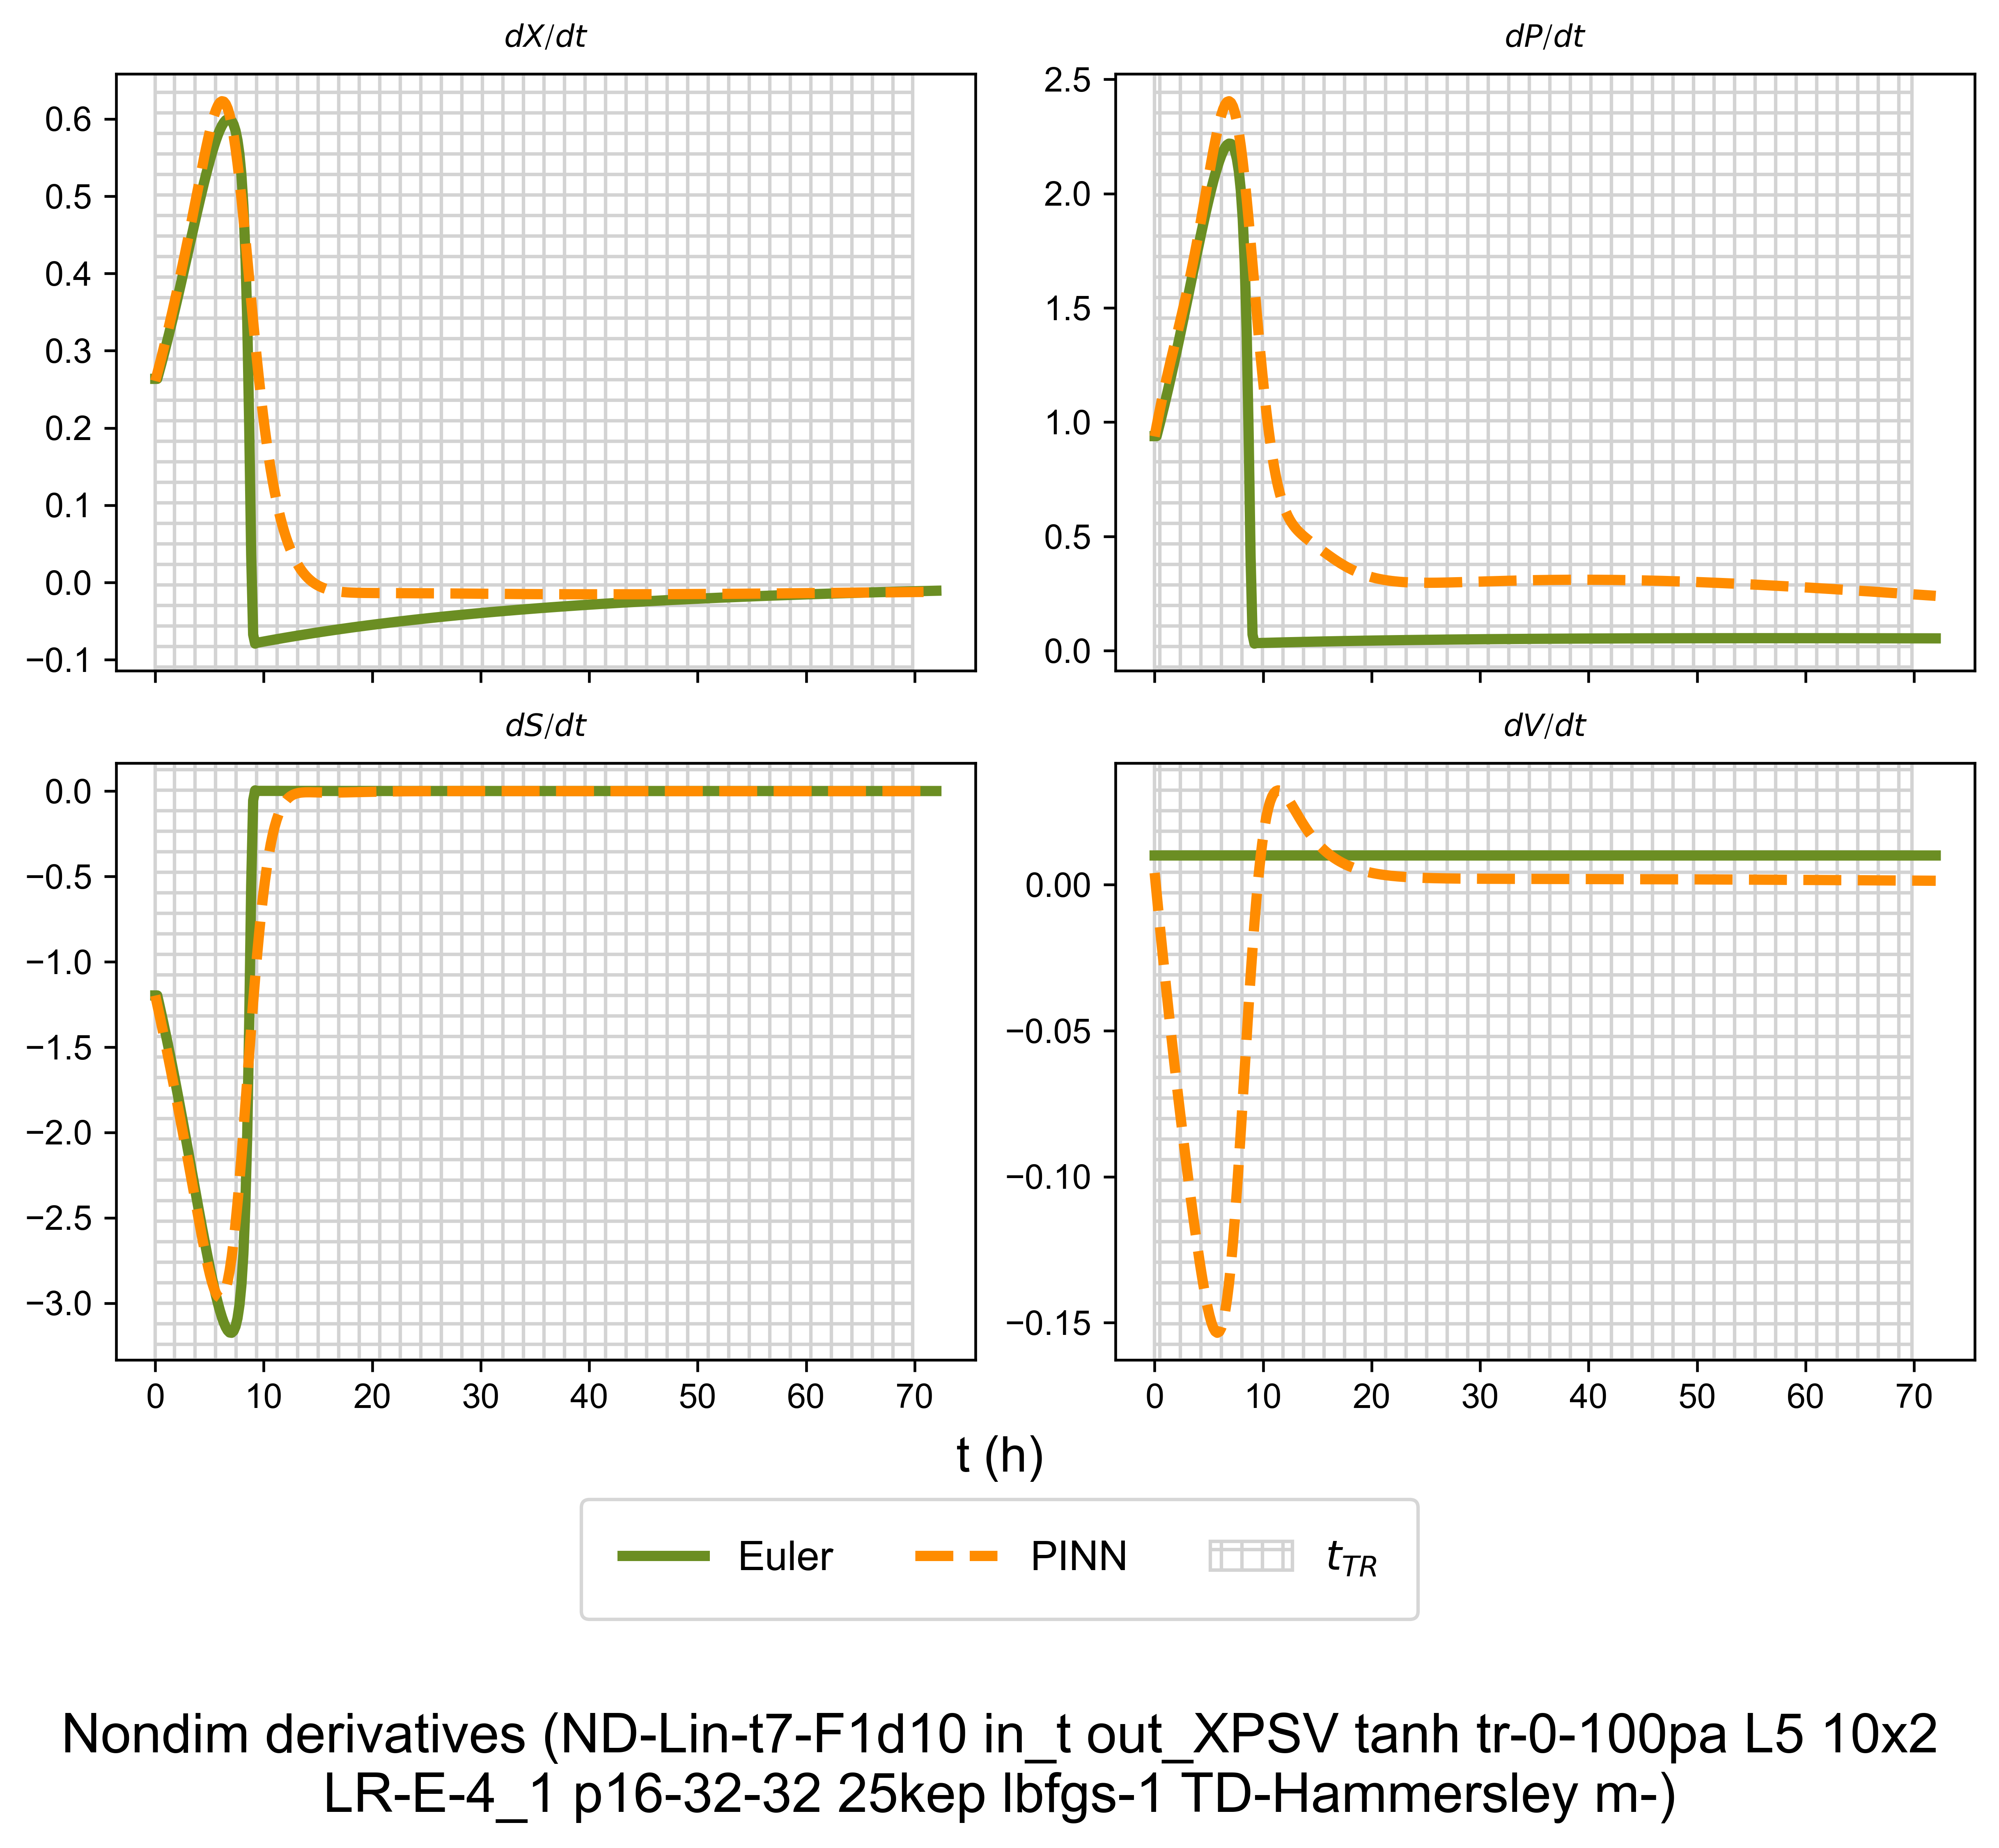 dX/dt
dP/dt
0.6
0.5
0.4
0.3
0.2
0.1
0.0
−0.1
2.5
2.0
1.5
1.0
0.5
0.0
dS/dt
dV/dt
0.0
−0.5
−1.0
−1.5
−2.0
−2.5
−3.0
0 10 20 30 40 50 60 70
0.00
−0.05
−0.10
−0.15
0 10 20 30 40 50 60 70
t (h)
Euler PINN t_TR
Nondim derivatives (ND-Lin-t7-F1d10 in_t out_XPSV tanh tr-0-100pa L5 10x2
LR-E-4_1 p16-32-32 25kep lbfgs-1 TD-Hammersley m-)